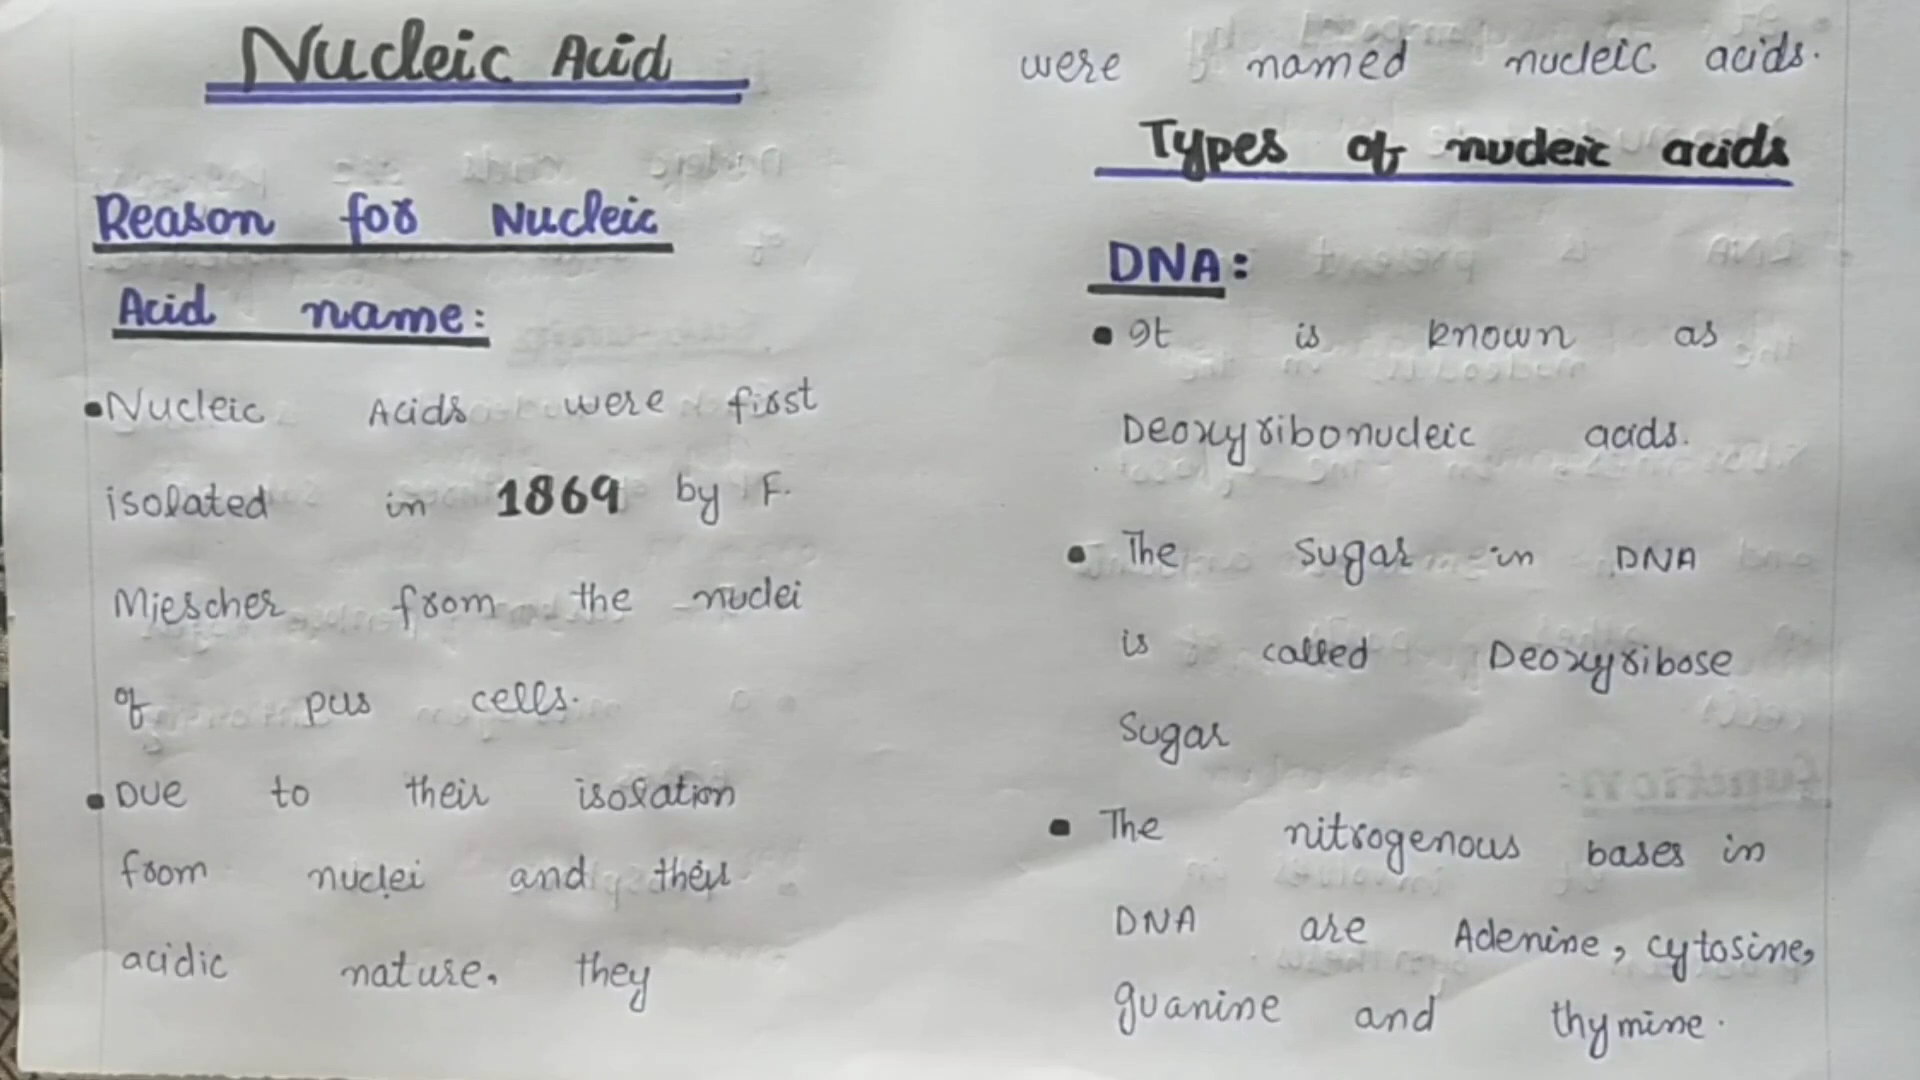 Nucleic Acid
Reason for Nucleic
Acid name:
•Nucleic Acids were first
isolated in 1869 by F.
Miescher from the nuclei
of pus cells.
• Due to their isolation
from nuclei and their
acidic nature, they
were named nucleic acids.
Types of nucleic acids
DNA:
• It is known as
Deoxyribonucleic acids.
• The Sugar in DNA
is called Deoxyribose
Sugar
• The nitrogenous bases in
DNA are Adenine, cytosine,
guanine and thymine.